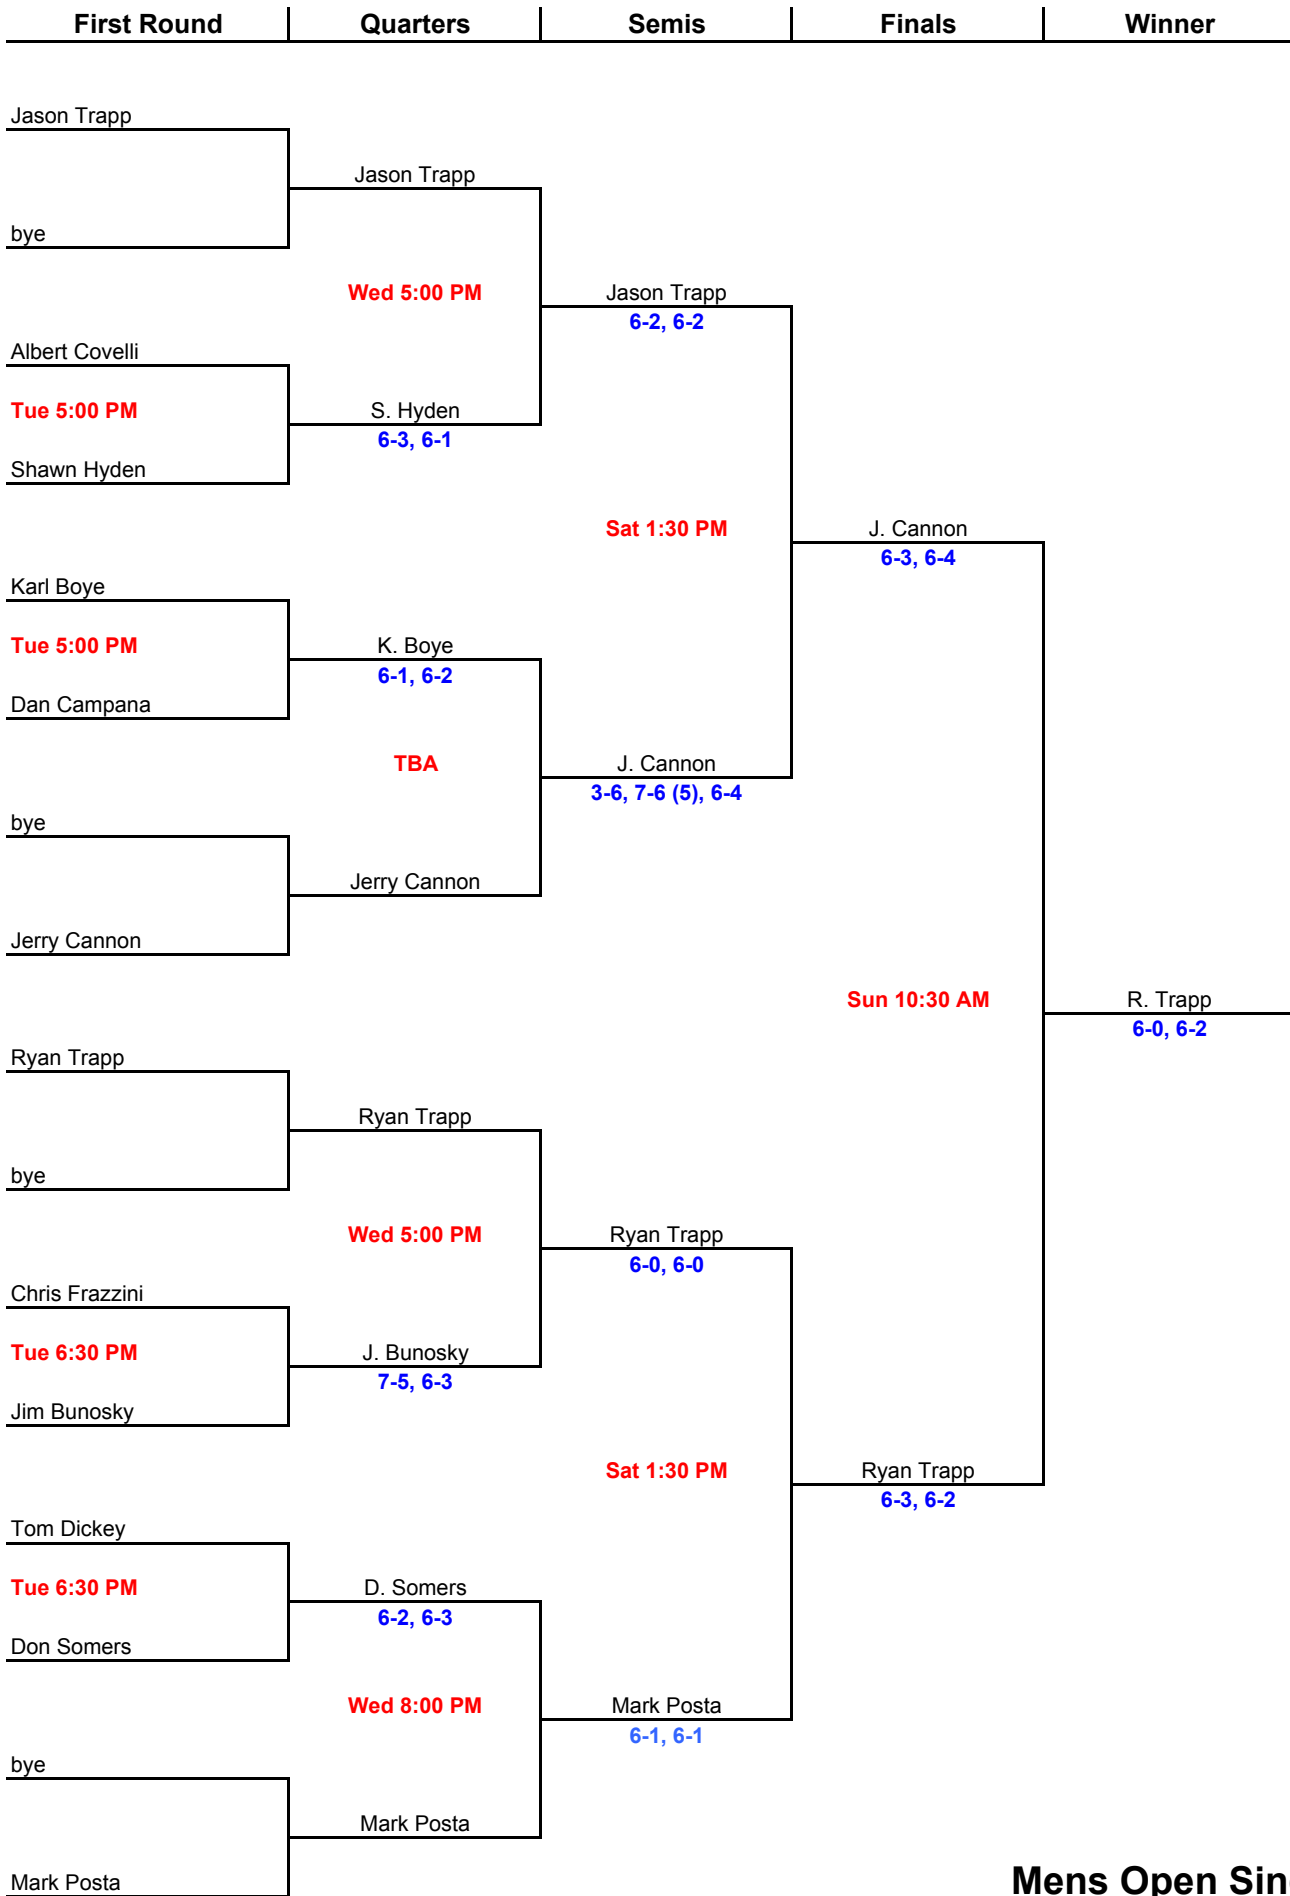 First Round Quarters Semis Finals Winner
Jason Trapp
Jason Trapp
bye
Wed 5:00 PM Jason Trapp
6-2, 6-2
Albert Covelli
Tue 5:00 PM S. Hyden
6-3, 6-1
Shawn Hyden
Sat 1:30 PM J. Cannon
6-3, 6-4
Karl Boye
Tue 5:00 PM K. Boye
6-1, 6-2
Dan Campana
TBA J. Cannon
3-6, 7-6 (5), 6-4
bye
Jerry Cannon
Jerry Cannon
Sun 10:30 AM R. Trapp
6-0, 6-2
Ryan Trapp
Ryan Trapp
bye
Wed 5:00 PM Ryan Trapp
6-0, 6-0
Chris Frazzini
Tue 6:30 PM J. Bunosky
7-5, 6-3
Jim Bunosky
Sat 1:30 PM Ryan Trapp
6-3, 6-2
Tom Dickey
Tue 6:30 PM D. Somers
6-2, 6-3
Don Somers
Wed 8:00 PM Mark Posta
6-1, 6-1
bye
Mark Posta
Mark Posta
Mens Open Sin